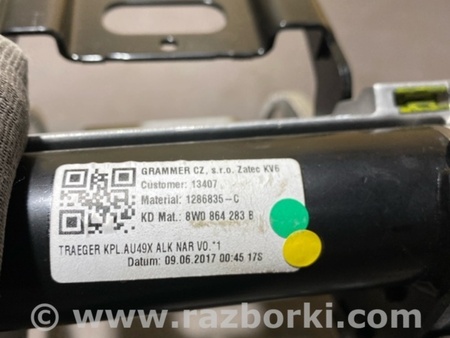 GRAMMER CZ, s.r.o. Zatec KV6
Customer: 13407
Material: 1286835-C
KD Mat.: 8W0 864 283 B
TRAEGER KPL.AU49X ALK NAR VO.*1
Datum: 09.06.2017 00:45 17S
www.razborki.com